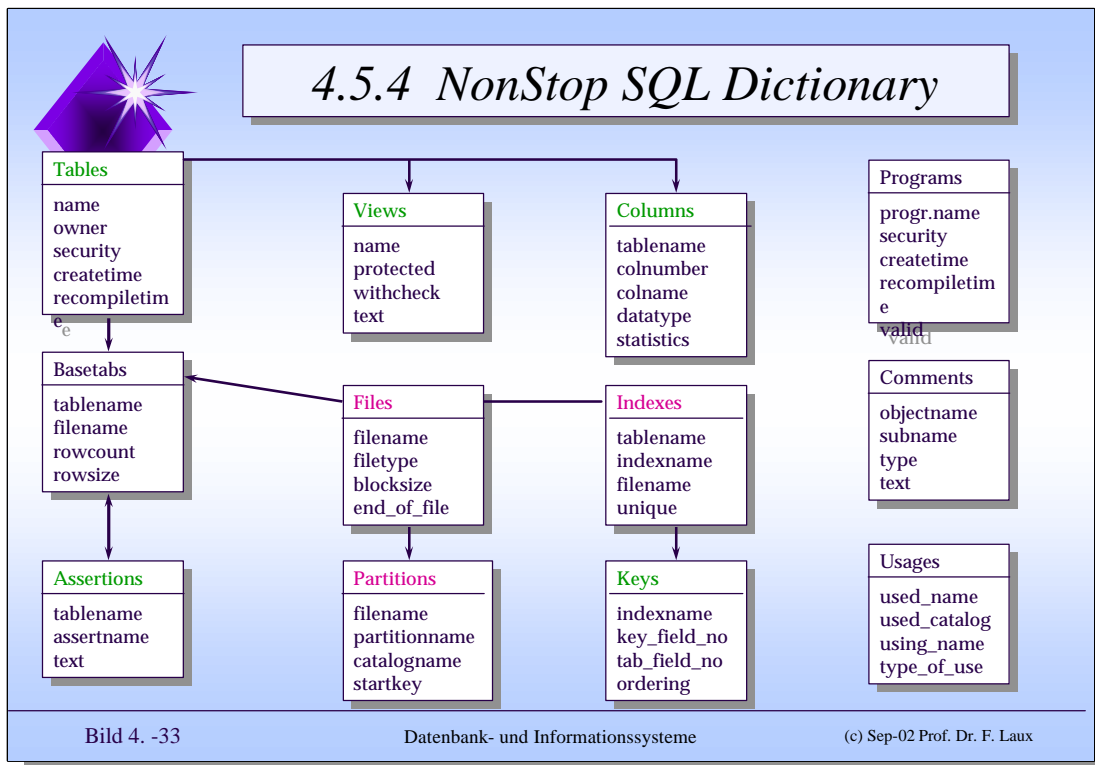 4.5.4 NonStop SQL Dictionary
Tables
name
owner
security
createtime
recompiletim
e
Views
name
protected
withcheck
text
Columns
tablename
colnumber
colname
datatype
statistics
Programs
progr.name
security
createtime
recompiletim
e
valid
Basetabs
tablename
filename
rowcount
rowsize
Files
filename
filetype
blocksize
end_of_file
Indexes
tablename
indexname
filename
unique
Comments
objectname
subname
type
text
Assertions
tablename
assertname
text
Partitions
filename
partitionname
catalogname
startkey
Keys
indexname
key_field_no
tab_field_no
ordering
Usages
used_name
used_catalog
using_name
type_of_use
Bild 4. -33
Datenbank- und Informationssysteme
(c) Sep-02 Prof. Dr. F. Laux